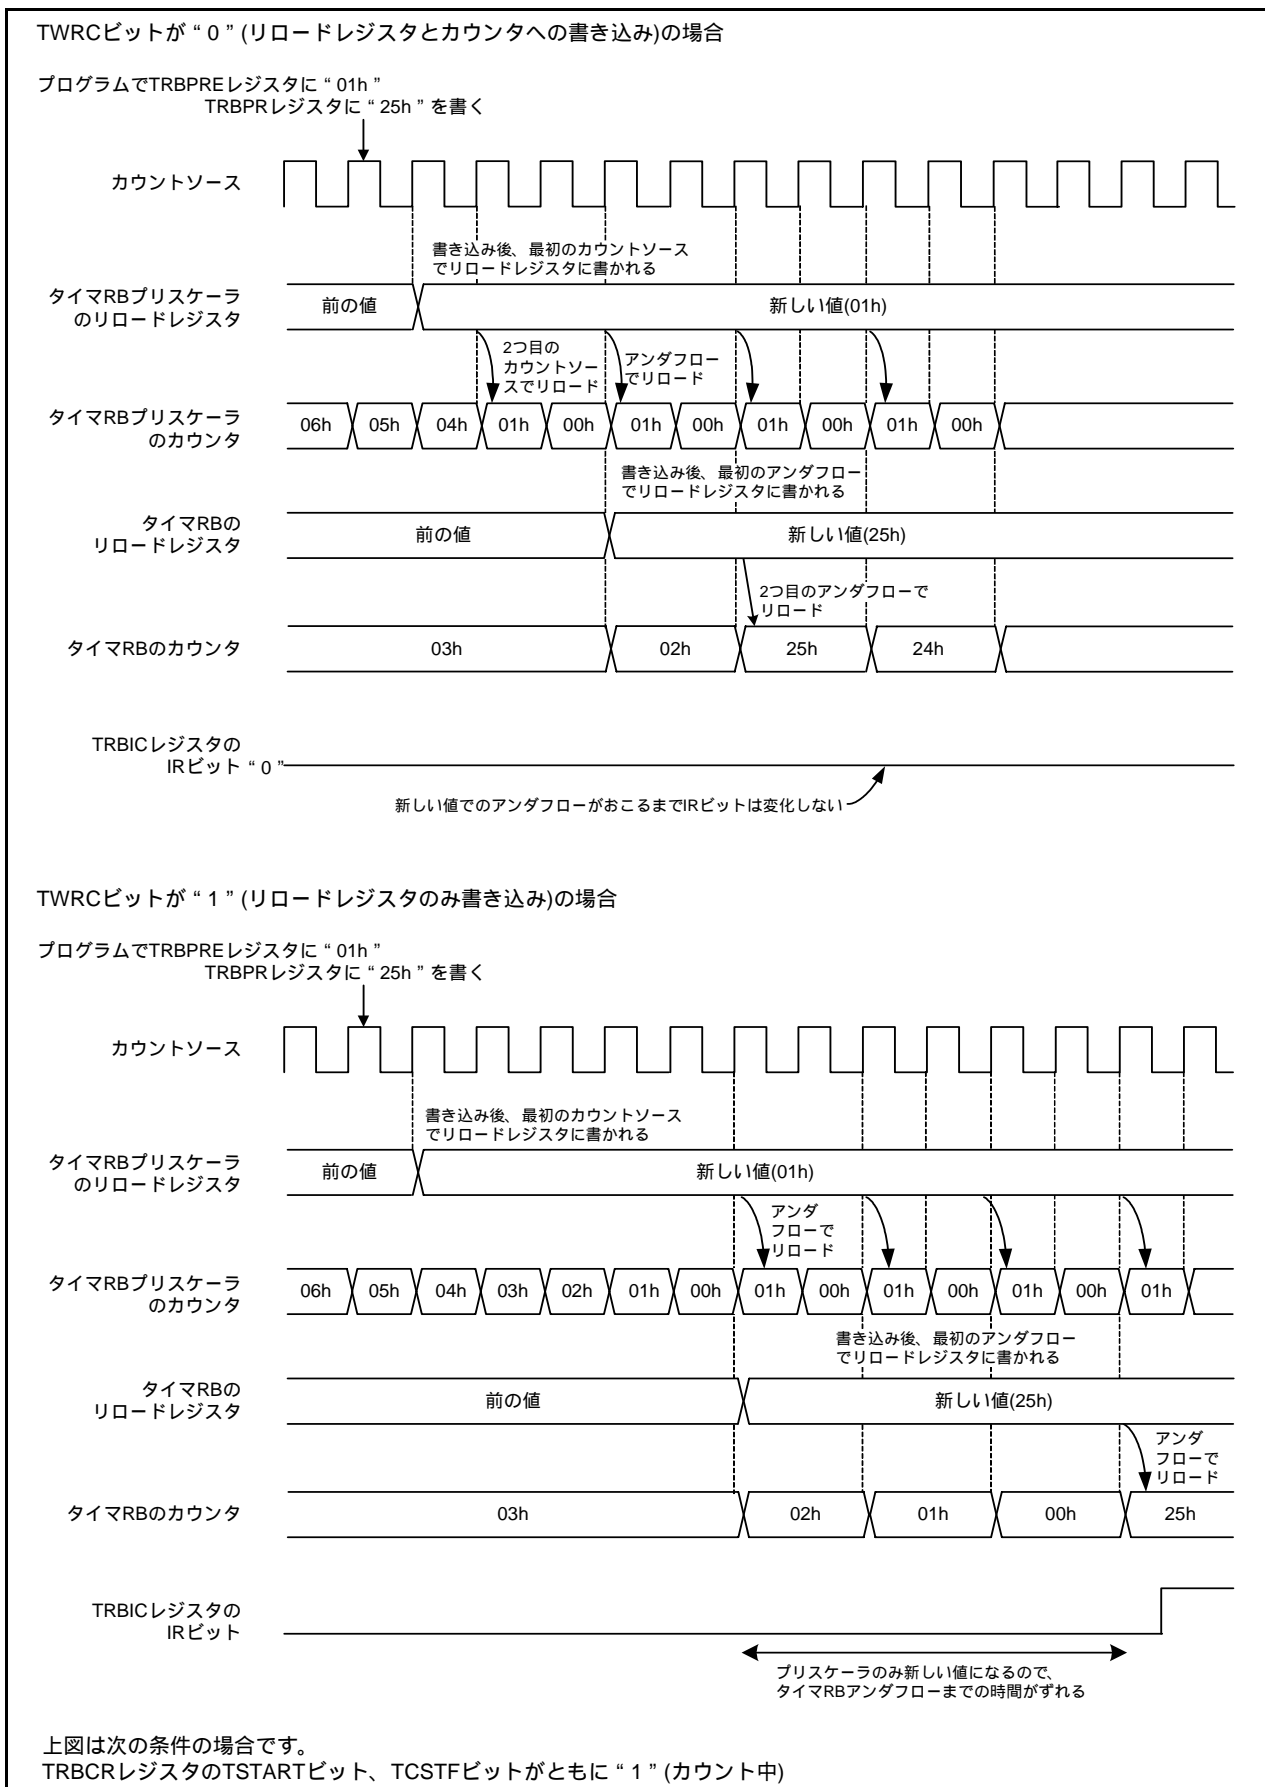 TWRCビットが“0”(リロードレジスタとカウンタへの書き込み)の場合
プログラムでTRBPREレジスタに“01h”
TRBPRレジスタに“25h”を書く
カウントソース
書き込み後、最初のカウントソース
でリロードレジスタに書かれる
タイマRBプリスケーラ
のリロードレジスタ
前の値
新しい値(01h)
2つ目の
カウントソー
スでリロード
アンダフロー
でリロード
タイマRBプリスケーラ
のカウンタ
06h 05h 04h 01h 00h 01h 00h 01h 00h 01h 00h
書き込み後、最初のアンダフロー
でリロードレジスタに書かれる
タイマRBの
リロードレジスタ
前の値
新しい値(25h)
2つ目のアンダフローで
リロード
タイマRBのカウンタ
03h 02h 25h 24h
TRBICレジスタの
IRビット“0”
新しい値でのアンダフローがおこるまでIRビットは変化しない
TWRCビットが“1”(リロードレジスタのみ書き込み)の場合
プログラムでTRBPREレジスタに“01h”
TRBPRレジスタに“25h”を書く
カウントソース
書き込み後、最初のカウントソース
でリロードレジスタに書かれる
タイマRBプリスケーラ
のリロードレジスタ
前の値
新しい値(01h)
アンダ
フローで
リロード
タイマRBプリスケーラ
のカウンタ
06h 05h 04h 03h 02h 01h 00h 01h 00h 01h 00h 01h 00h 01h
書き込み後、最初のアンダフロー
でリロードレジスタに書かれる
タイマRBの
リロードレジスタ
前の値
新しい値(25h)
アンダ
フローで
リロード
タイマRBのカウンタ
03h 02h 01h 00h 25h
TRBICレジスタの
IRビット
プリスケーラのみ新しい値になるので、
タイマRBアンダフローまでの時間がずれる
上図は次の条件の場合です。
TRBCRレジスタのTSTARTビット、TCSTFビットがともに“1”(カウント中)